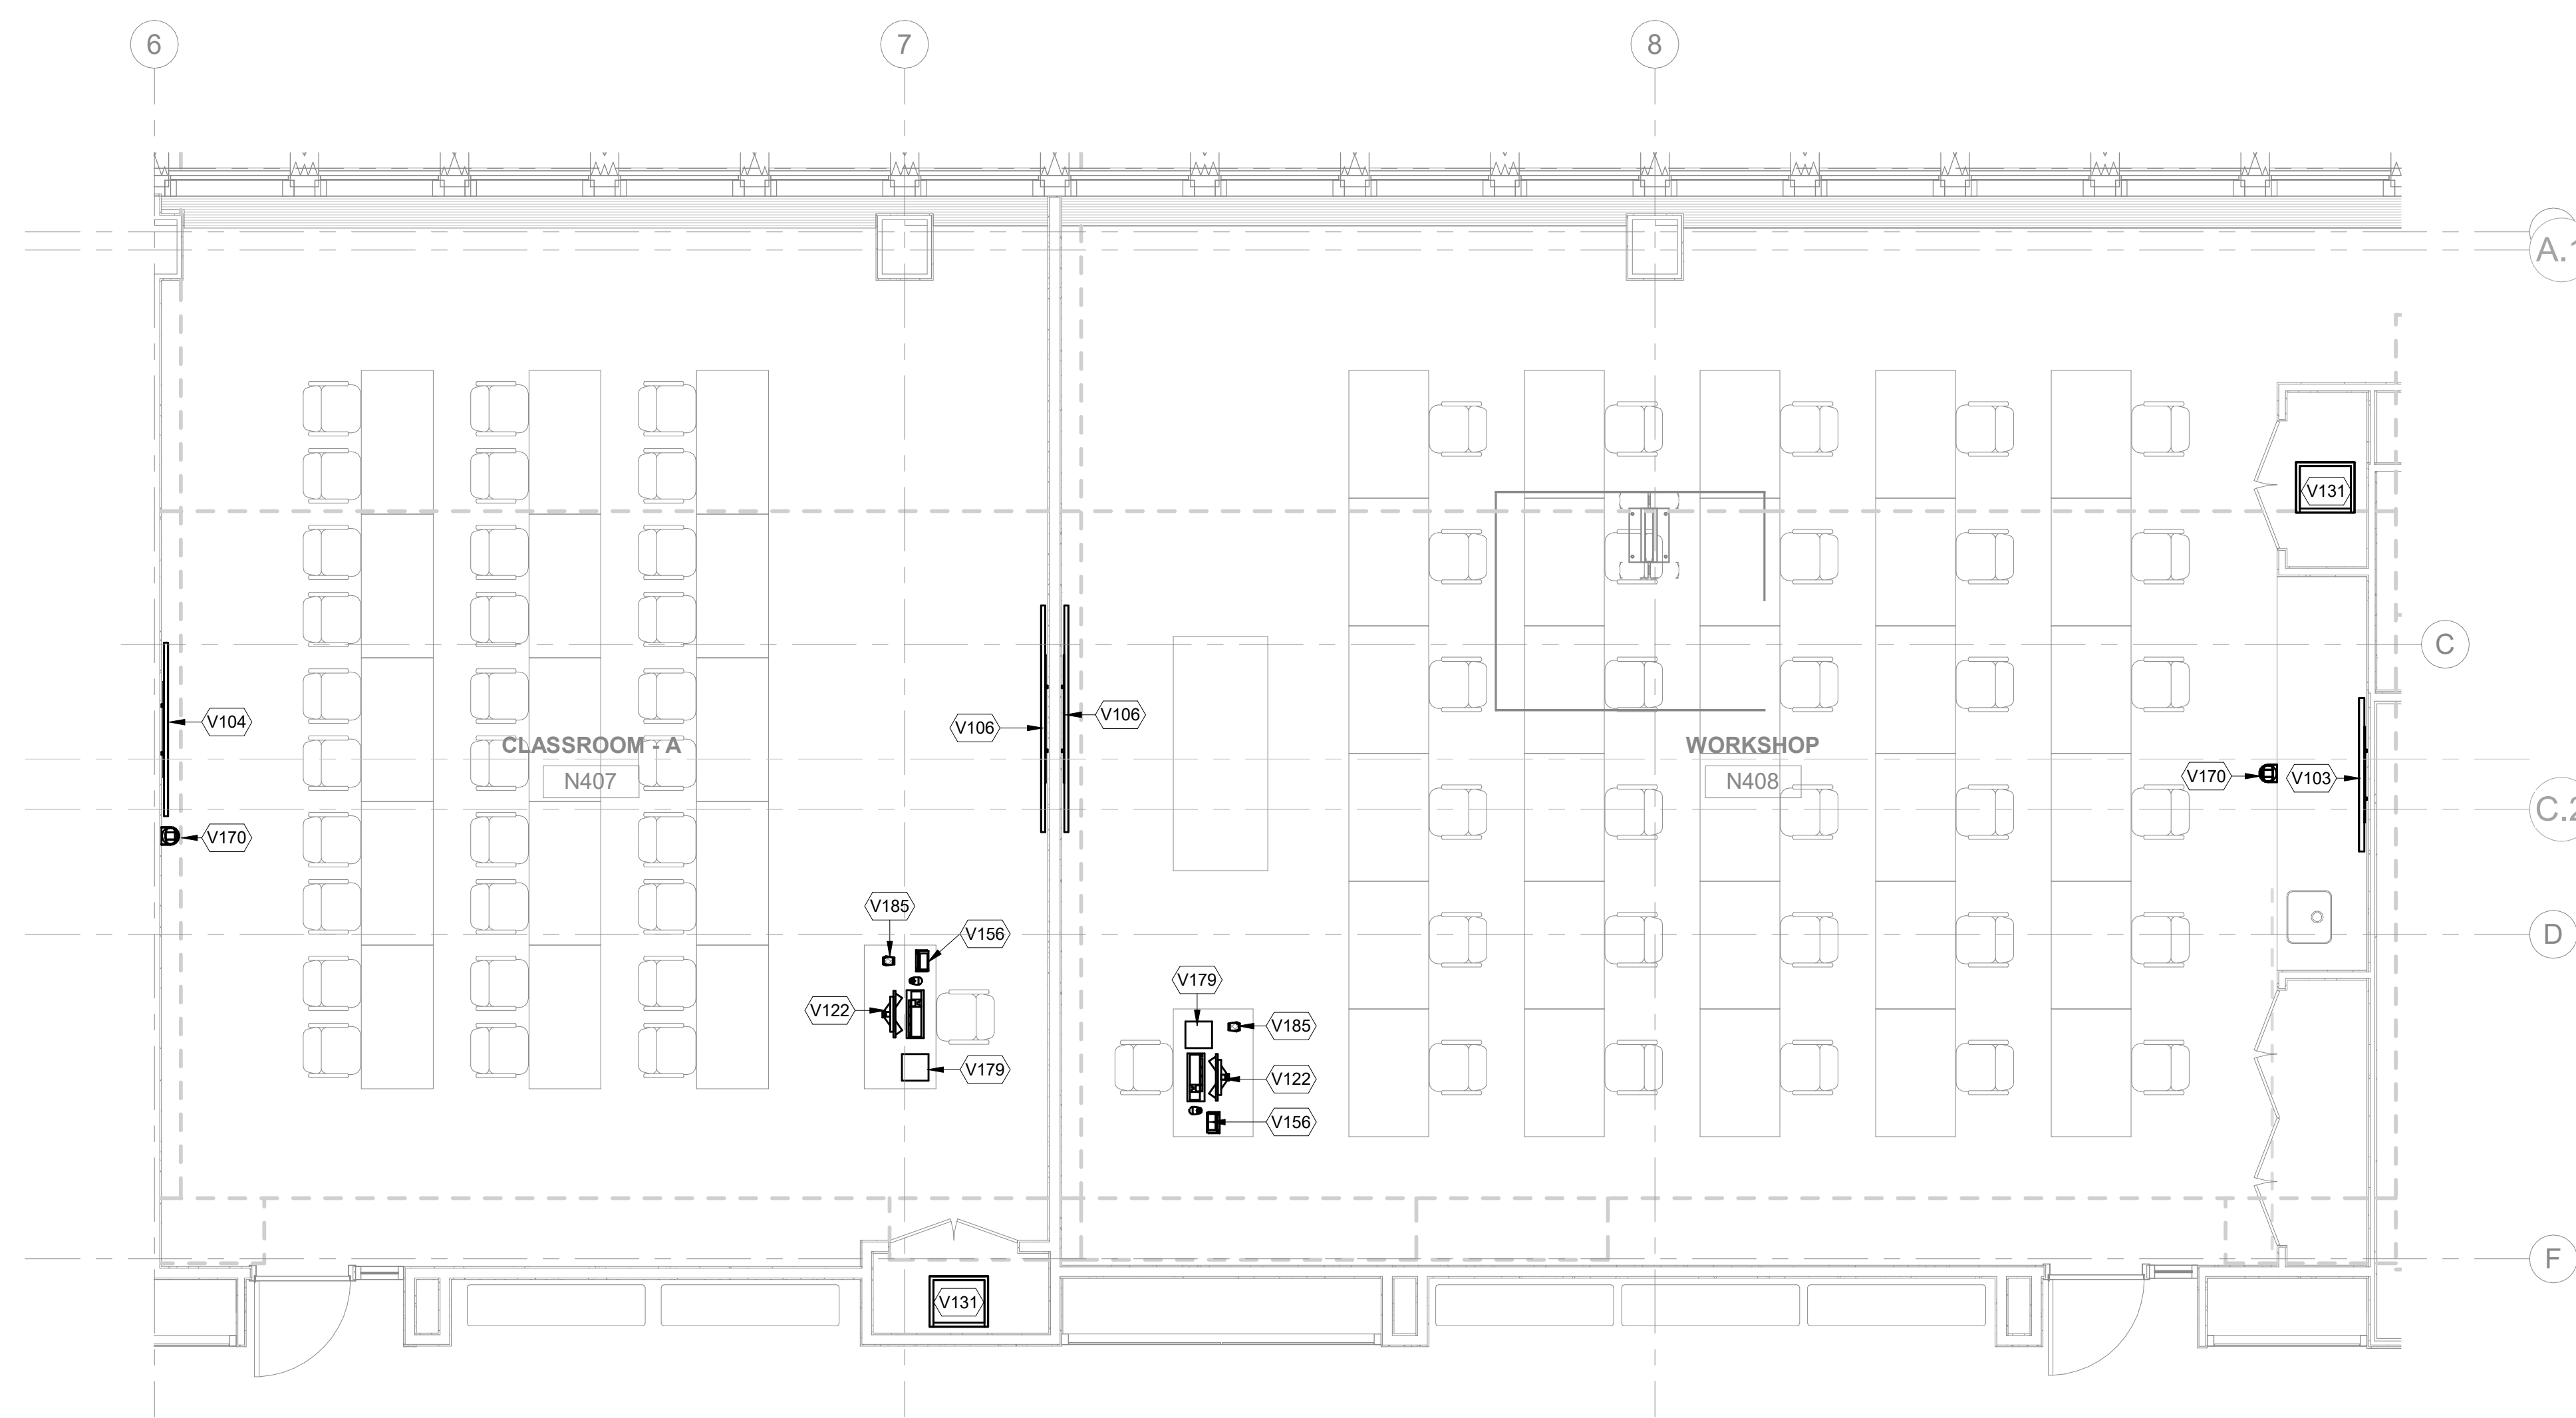 6
7
8
A.1
V131
C
V104
V106
V106
CLASSROOM - A
WORKSHOP
N407
N408
V170
V103
V170
C.2
V185
V156
D
V179
V122
V185
V179
V122
V156
F
V131